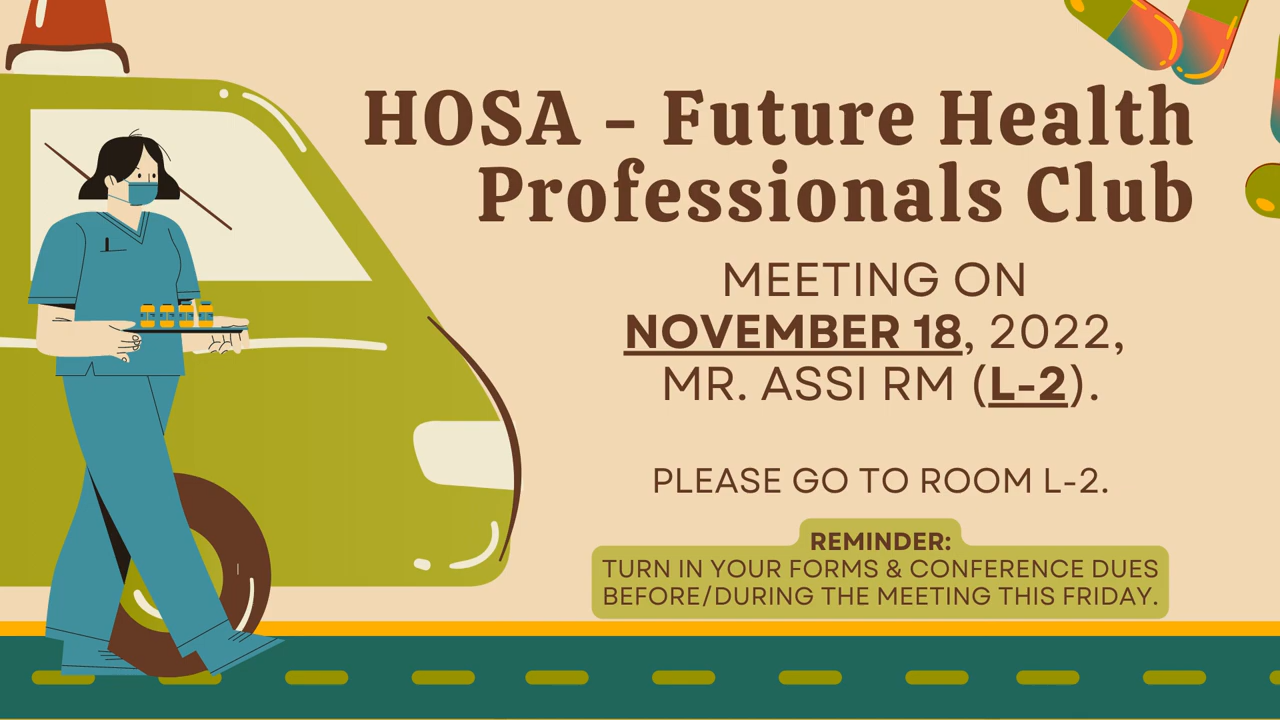 HOSA – Future Health
Professionals Club
MEETING ON
NOVEMBER 18, 2022,
MR. ASSI RM (L-2).
PLEASE GO TO ROOM L-2.
REMINDER:
TURN IN YOUR FORMS & CONFERENCE DUES
BEFORE/DURING THE MEETING THIS FRIDAY.